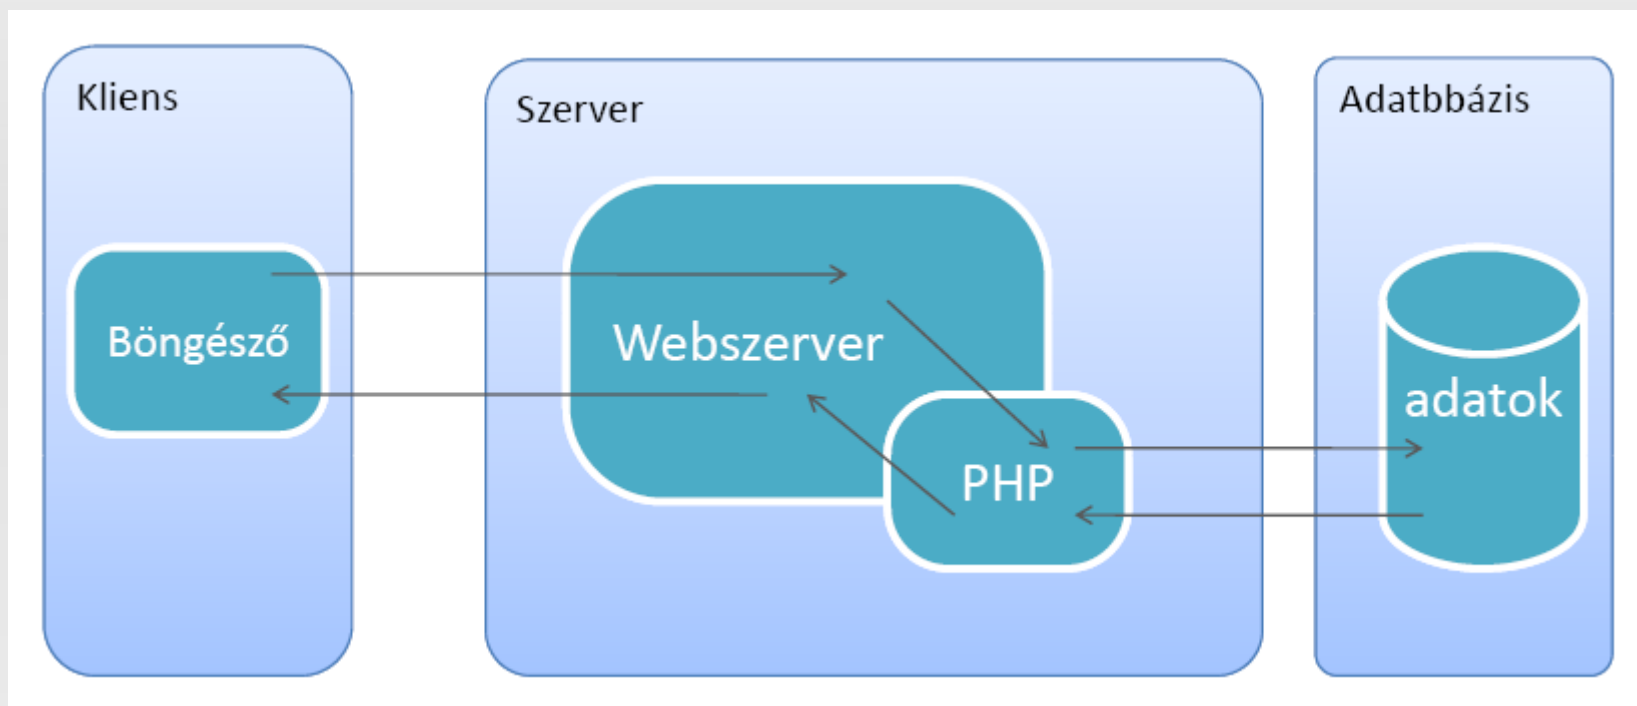 Kliens
Szerver
Adatbbázis
Böngésző
Webszerver
PHP
adatok